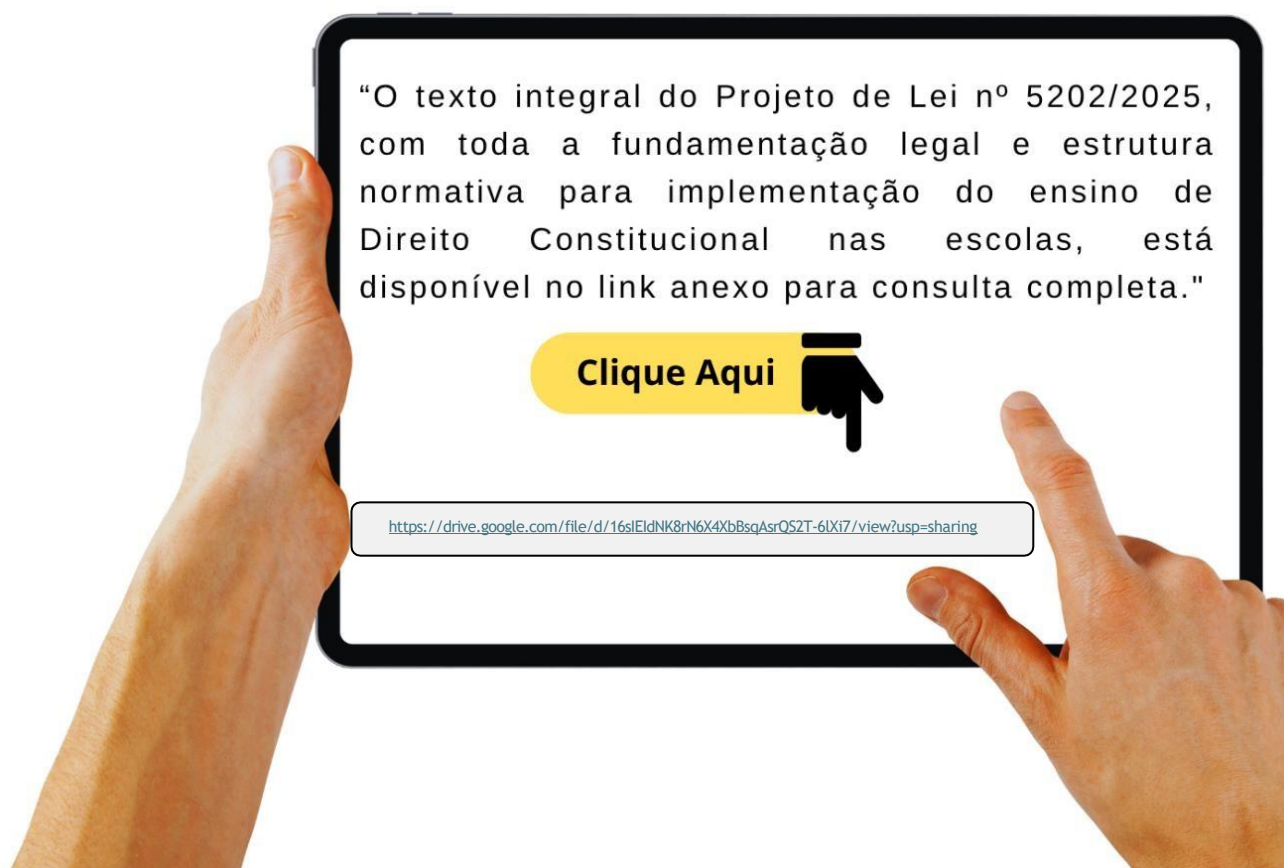 “O texto integral do Projeto de Lei nº 5202/2025,
com toda a fundamentação legal e estrutura
normativa para implementação do ensino de
Direito Constitucional nas escolas, está
disponível no link anexo para consulta completa."
Clique Aqui
https://drive.google.com/file/d/16sIEIdNK8rN6X4XbBsqAsrQS2T-6lXi7/view?usp=sharing